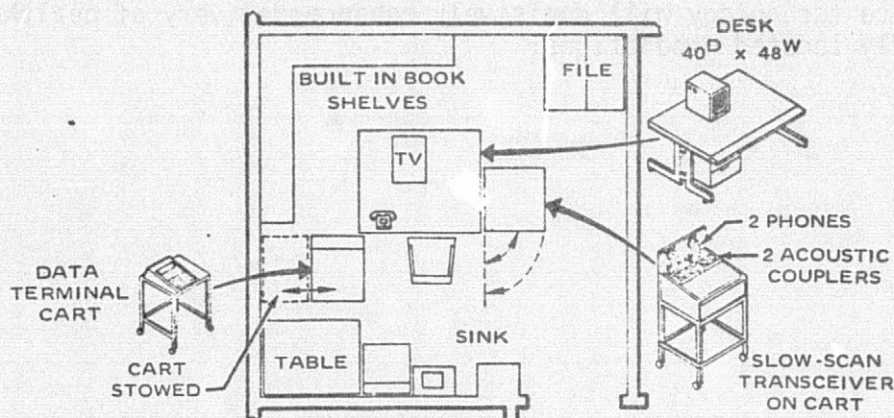 DESK
40D x 48W
FILE
BUILT IN BOOK
SHELVES
TV
2 PHONES
2 ACOUSTIC
COUPLERS
DATA
TERMINAL
CART
SINK
CART
STOWED
TABLE
SLOW-SCAN
TRANSCEIVER
ON CART